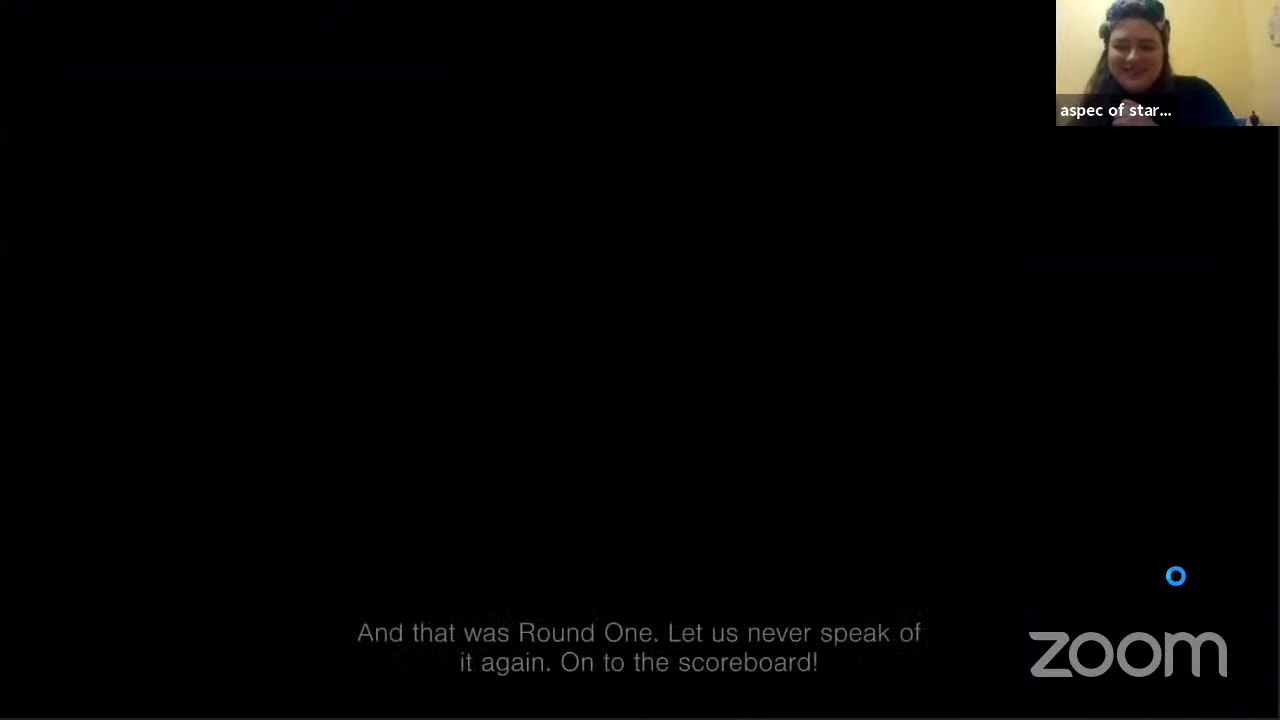 aspec of star...
And that was Round One. Let us never speak of
it again. On to the scoreboard!
zoom